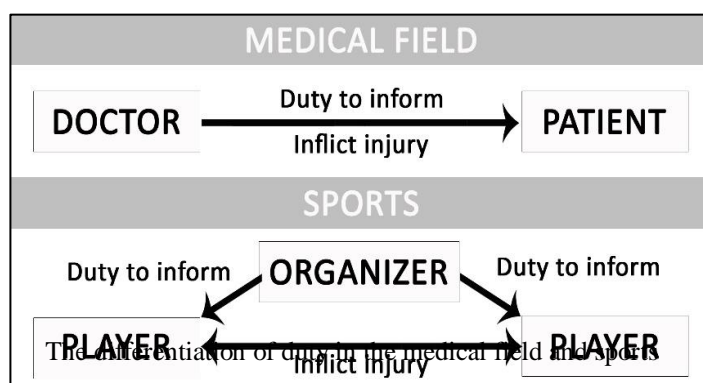 MEDICAL FIELD
Duty to inform
DOCTOR PATIENT
Inflict injury
SPORTS
ORGANIZER
Duty to inform Duty to inform
PLAYER PLAYER
The differentiation of duty in the medical field and sports
Inflict injury